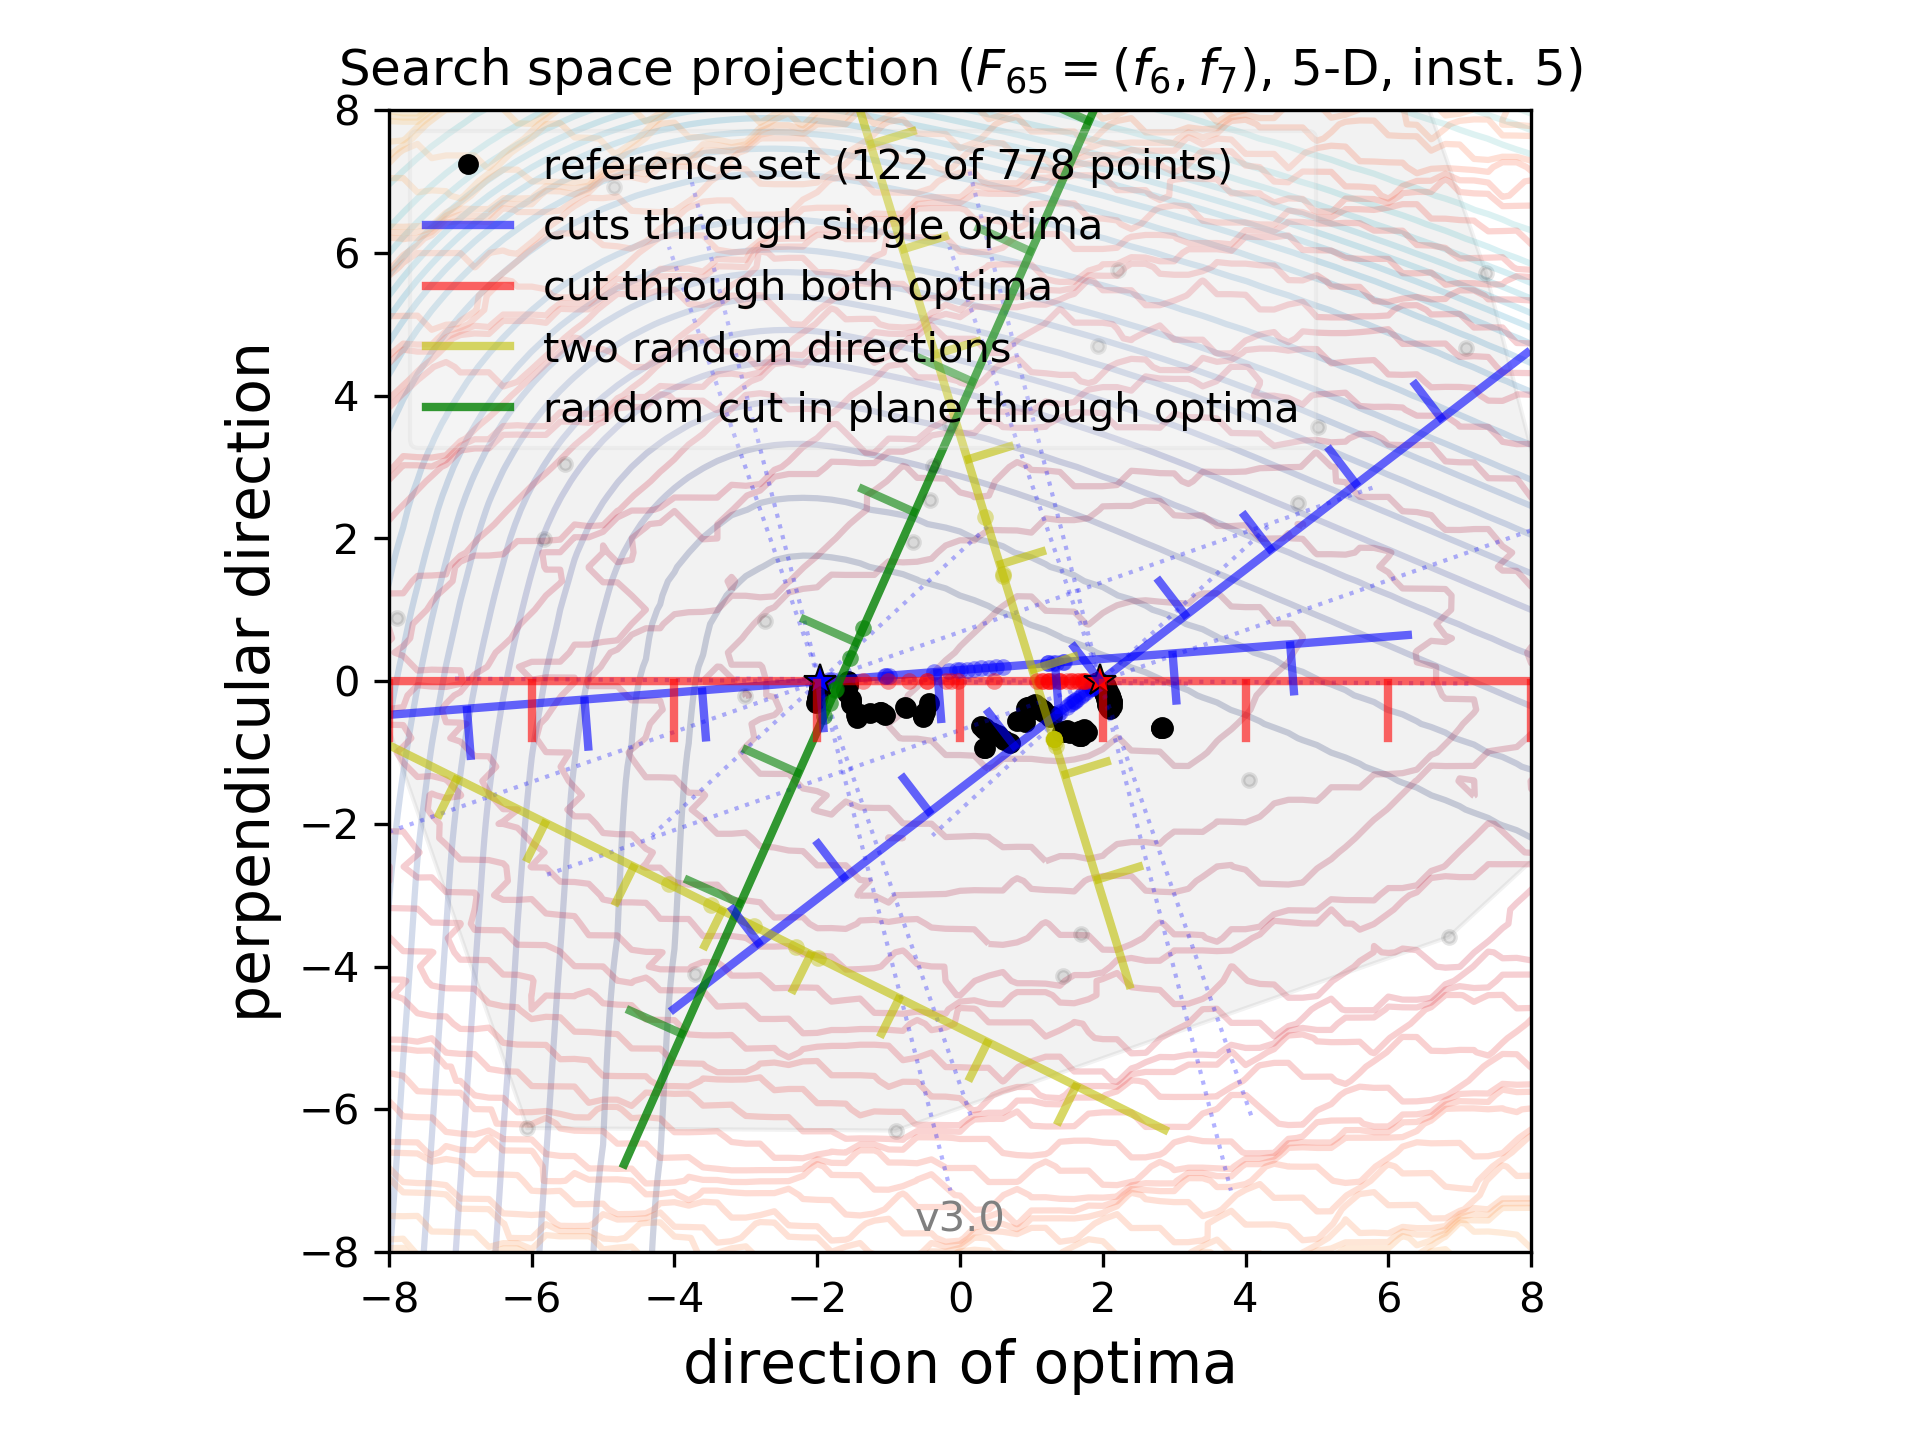 Search space projection (F₆₅ = (f₆, f₇), 5-D, inst. 5)
reference set (122 of 778 points)
cuts through single optima
cut through both optima
two random directions
random cut in plane through optima
perpendicular direction
8
6
4
2
0
−2
−4
−6
−8
v3.0
−8 −6 −4 −2 0 2 4 6 8
direction of optima